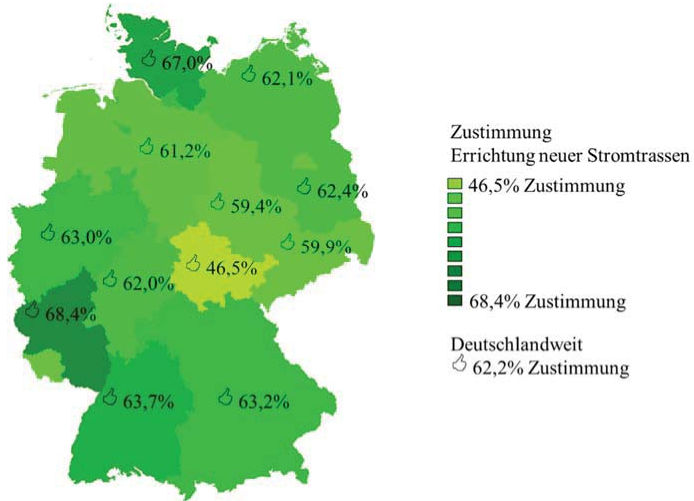 67,0%
62,1%
61,2%
62,4%
59,4%
63,0%
59,9%
46,5%
62,0%
68,4%
63,7%
63,2%
Zustimmung
Errichtung neuer Stromtrassen
46,5% Zustimmung
68,4% Zustimmung
Deutschlandweit
62,2% Zustimmung